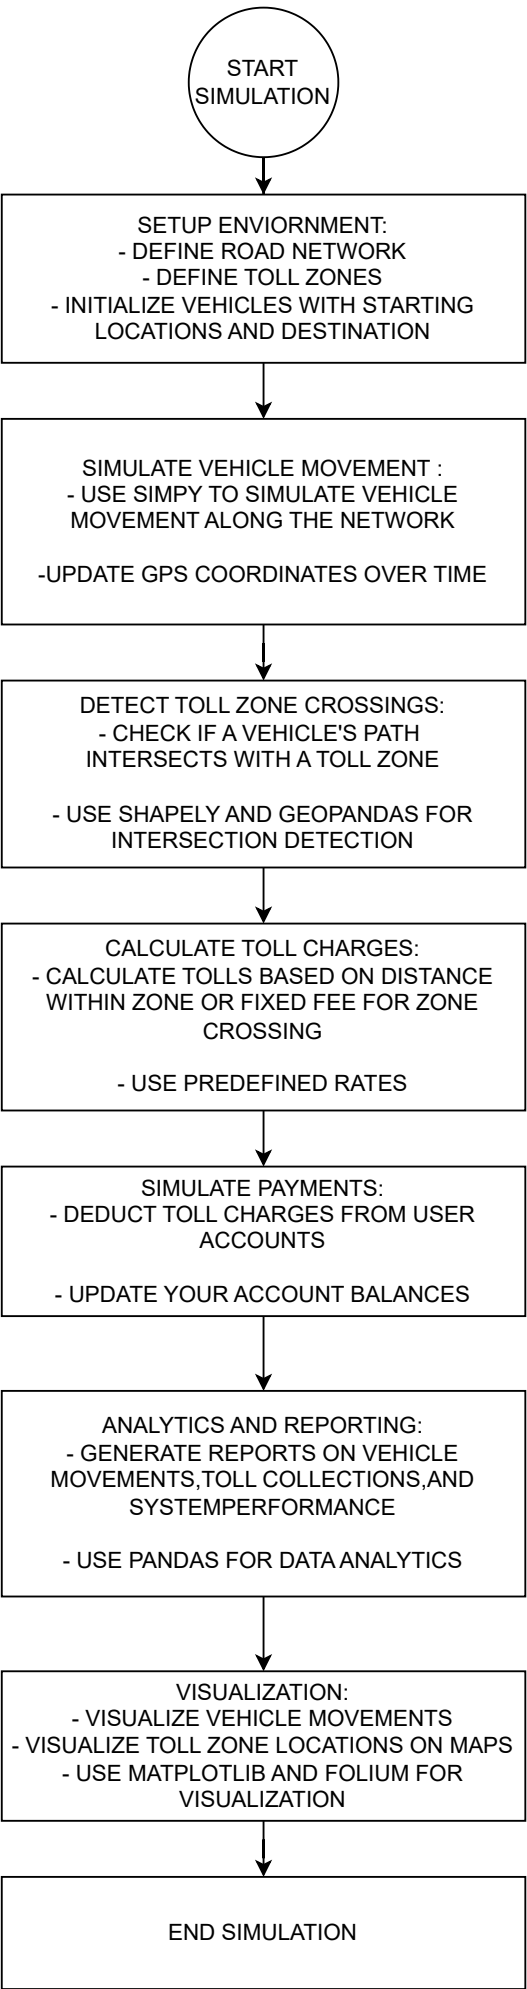 START
SIMULATION
SETUP ENVIORNMENT:
- DEFINE ROAD NETWORK
- DEFINE TOLL ZONES
- INITIALIZE VEHICLES WITH STARTING
LOCATIONS AND DESTINATION
SIMULATE VEHICLE MOVEMENT :
- USE SIMPY TO SIMULATE VEHICLE
MOVEMENT ALONG THE NETWORK
-UPDATE GPS COORDINATES OVER TIME
DETECT TOLL ZONE CROSSINGS:
- CHECK IF A VEHICLE'S PATH
INTERSECTS WITH A TOLL ZONE
- USE SHAPELY AND GEOPANDAS FOR
INTERSECTION DETECTION
CALCULATE TOLL CHARGES:
- CALCULATE TOLLS BASED ON DISTANCE
WITHIN ZONE OR FIXED FEE FOR ZONE
CROSSING
- USE PREDEFINED RATES
SIMULATE PAYMENTS:
- DEDUCT TOLL CHARGES FROM USER
ACCOUNTS
- UPDATE YOUR ACCOUNT BALANCES
ANALYTICS AND REPORTING:
- GENERATE REPORTS ON VEHICLE
MOVEMENTS,TOLL COLLECTIONS,AND
SYSTEMPERFORMANCE
- USE PANDAS FOR DATA ANALYTICS
VISUALIZATION:
- VISUALIZE VEHICLE MOVEMENTS
- VISUALIZE TOLL ZONE LOCATIONS ON MAPS
- USE MATPLOTLIB AND FOLIUM FOR
VISUALIZATION
END SIMULATION